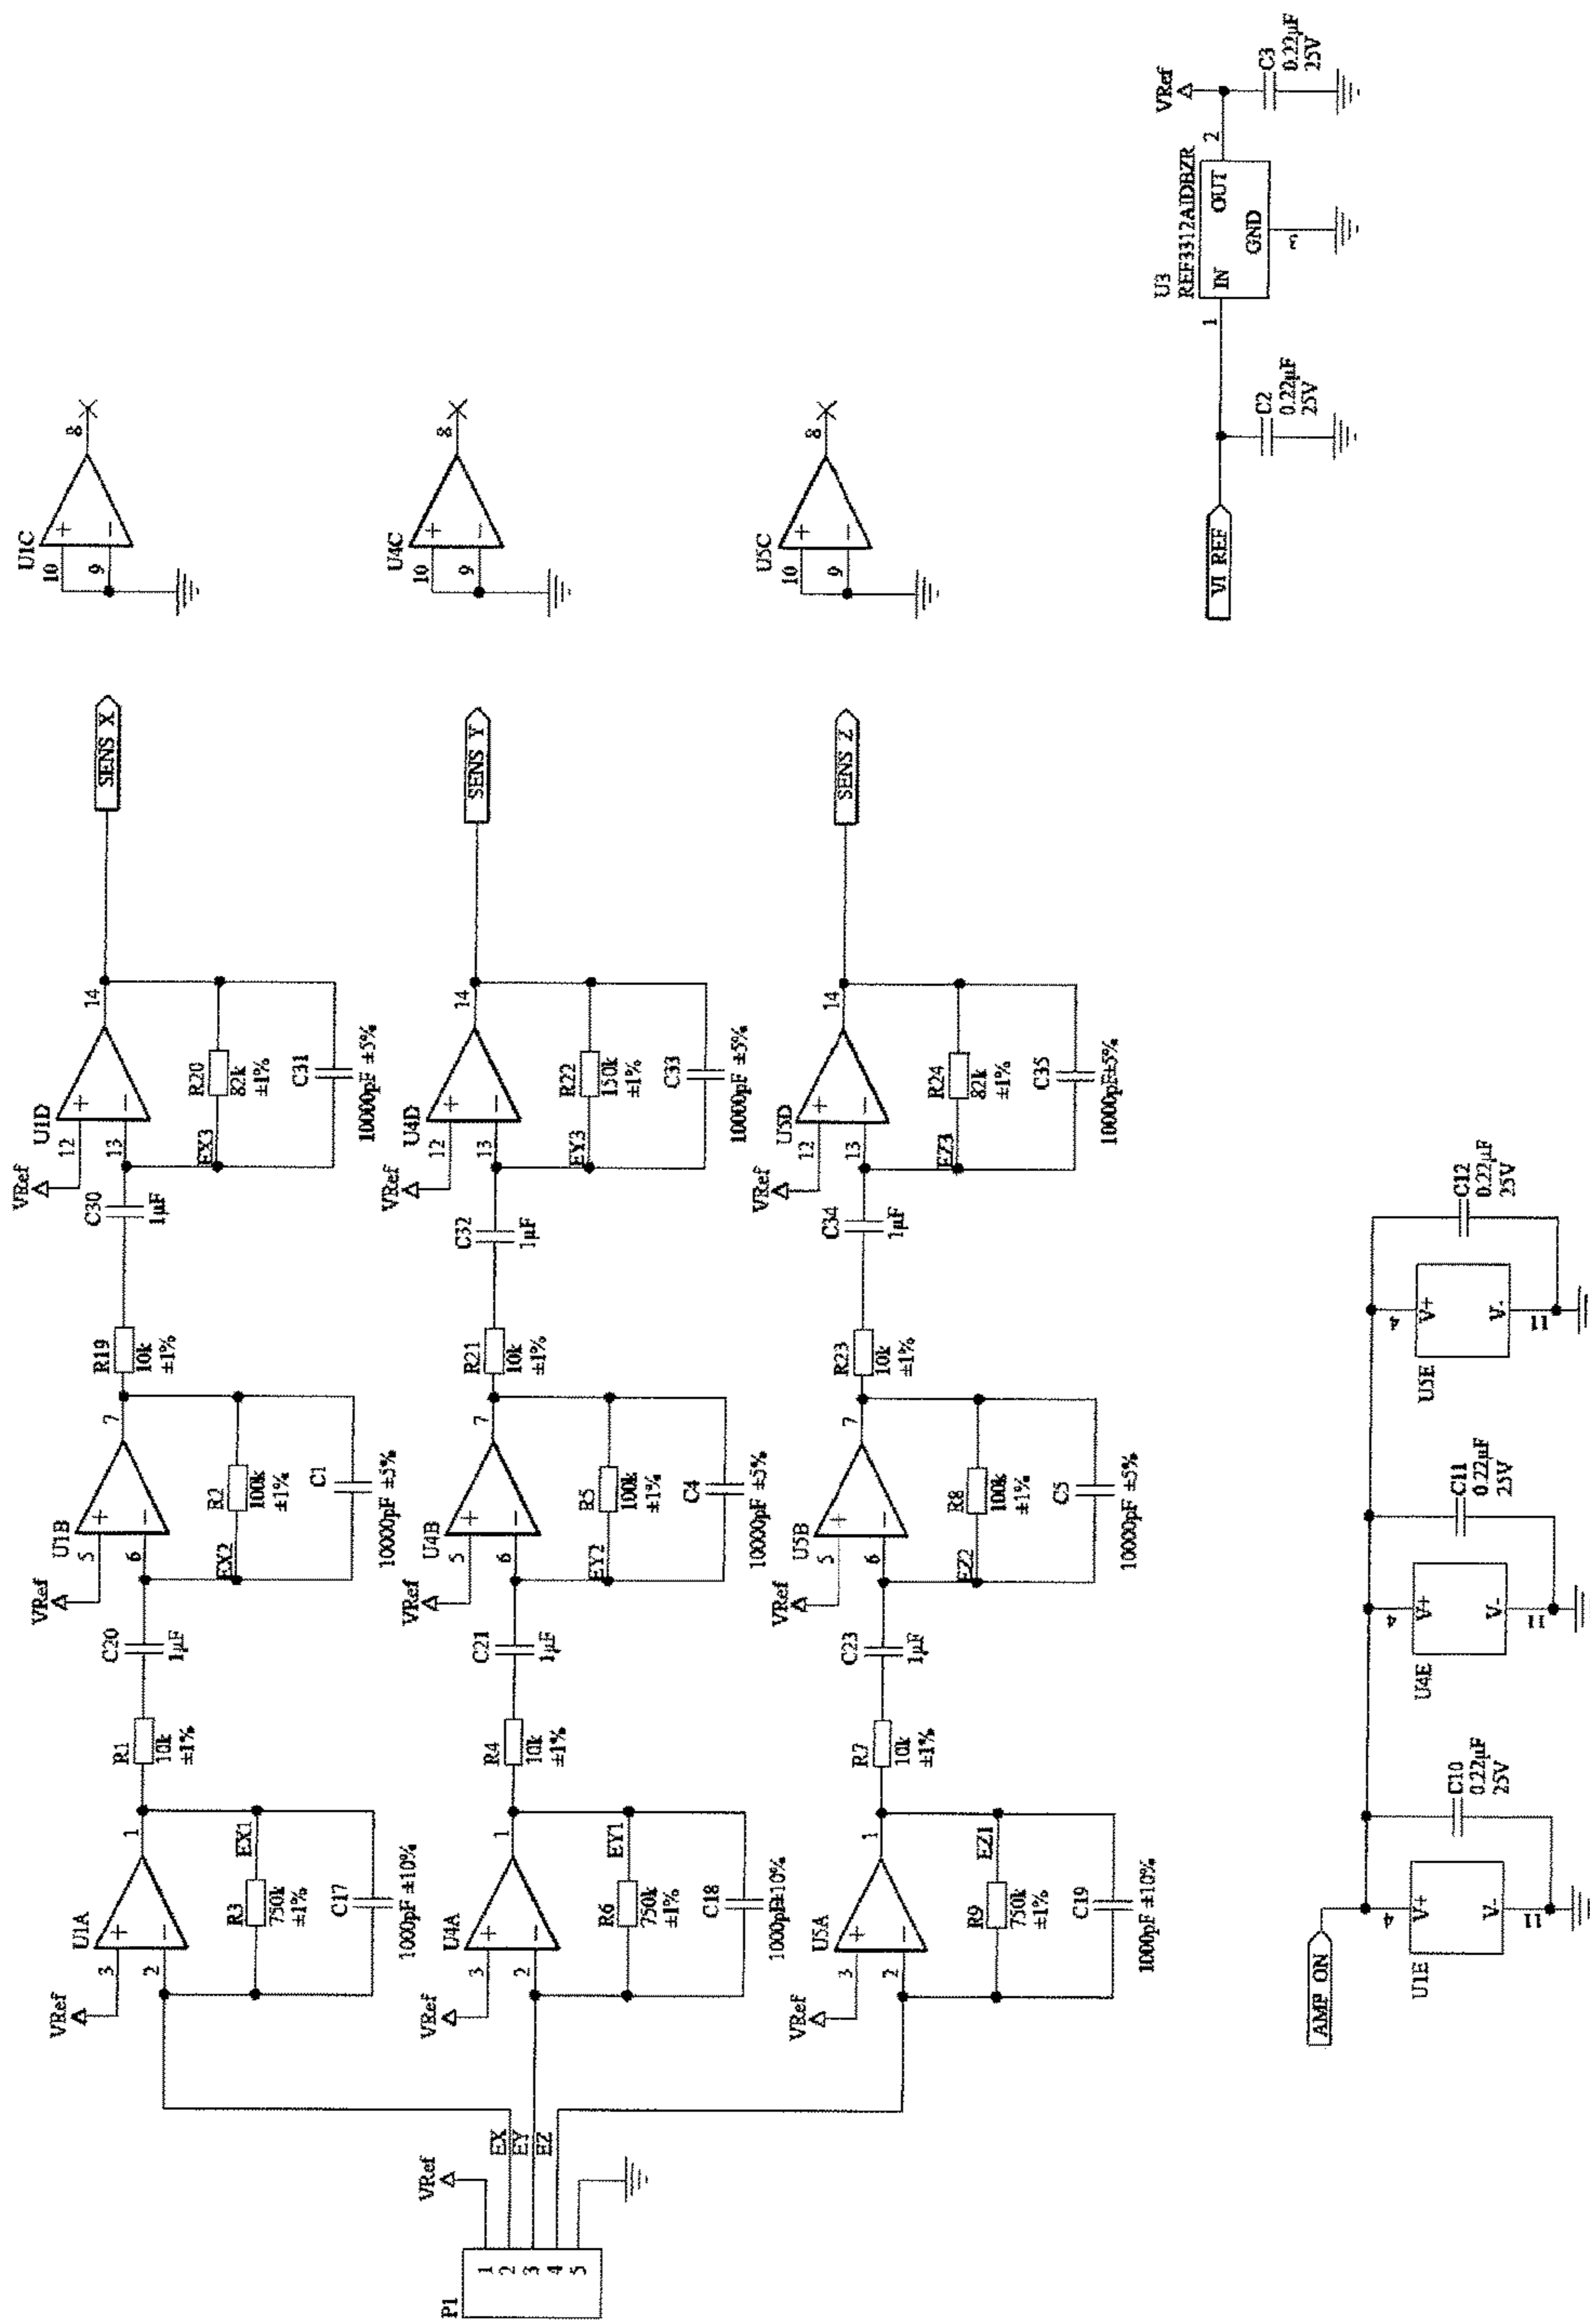 P1
1
2
3
4
5
VRef
EX
EY
EZ
VRef
3
2
U1A
+
−
1
R3
750k
±1%
EX1
C17
1000pF ±10%
R1
10k
±1%
C20
1µF
VRef
5
6
U1B
+
−
7
EX2
R2
100k
±1%
C1
10000pF ±5%
R19
10k
±1%
C30
1µF
VRef
12
13
U1D
+
−
14
EX3
R20
82k
±1%
C31
10000pF ±5%
SENS X
U1C
10
9
+
−
8
VRef
3
2
U4A
+
−
1
R6
750k
±1%
EY1
C18
1000pF±10%
R4
10k
±1%
C21
1µF
VRef
5
6
U4B
+
−
7
EY2
R5
100k
±1%
C4
10000pF ±5%
R21
10k
±1%
C32
1µF
VRef
12
13
U4D
+
−
14
EY3
R22
150k
±1%
C33
10000pF ±5%
SENS Y
U4C
10
9
+
−
8
VRef
3
2
U5A
+
−
1
R9
750k
±1%
EZ1
C19
1000pF ±10%
R7
10k
±1%
C23
1µF
VRef
5
6
U5B
+
−
7
EZ2
R8
100k
±1%
C5
10000pF ±5%
R23
10k
±1%
C34
1µF
VRef
12
13
U5D
+
−
14
EZ3
R24
82k
±1%
C35
10000pF±5%
SENS Z
U5C
10
9
+
−
8
AMP ON
4
V+
V-
11
U1E
C10
0.22µF
25V
4
V+
V-
11
U4E
C11
0.22µF
25V
4
V+
V-
11
U5E
C12
0.22µF
25V
VI REF
C2
0.22µF
25V
1
U3
REF3312AIDBZR
IN
OUT
GND
3
2
VRef
C3
0.22µF
25V